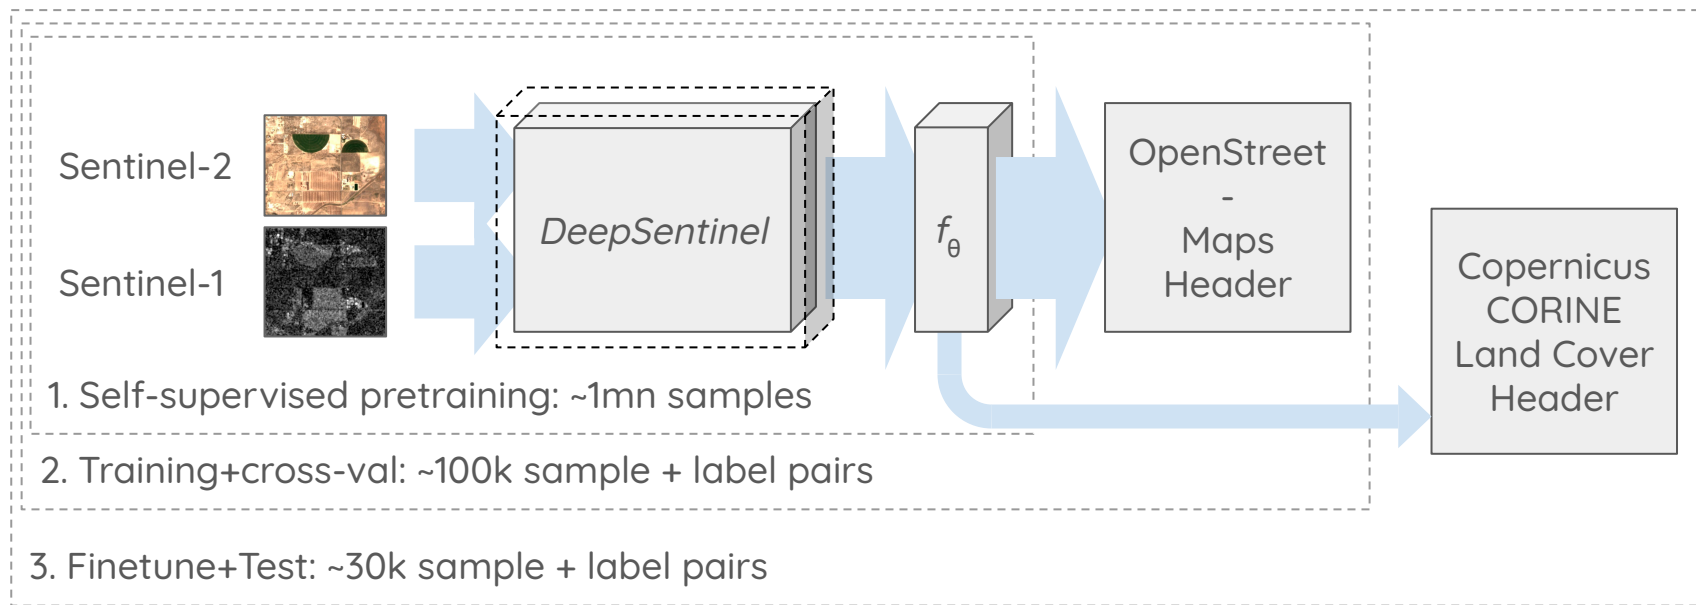 Sentinel-2
Sentinel-1
DeepSentinel
fθ
OpenStreet
-
Maps
Header
Copernicus
CORINE
Land Cover
Header
1. Self-supervised pretraining: ~1mn samples
2. Training+cross-val: ~100k sample + label pairs
3. Finetune+Test: ~30k sample + label pairs